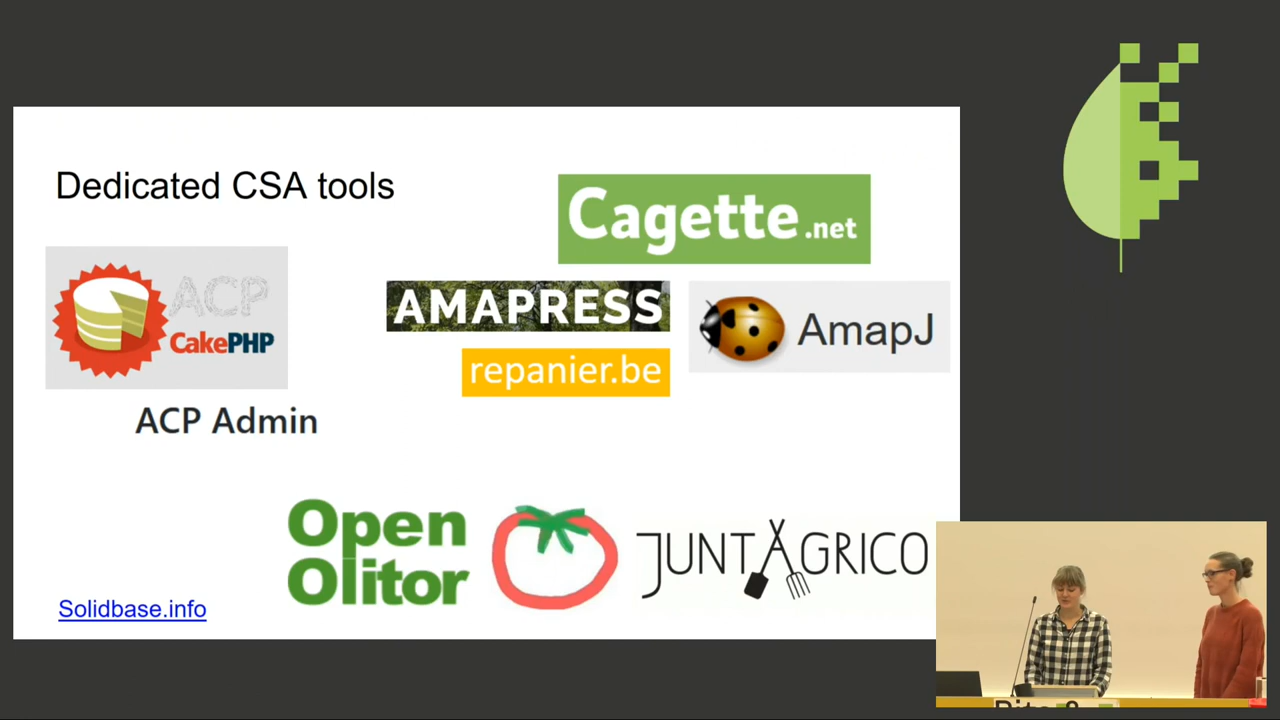 Dedicated CSA tools
Cagette.net
ACP
CakePHP
AMAPRESS
AmapJ
repanier.be
ACP Admin
Open
Olitor
JUNTAGRICO
Solidbase.info